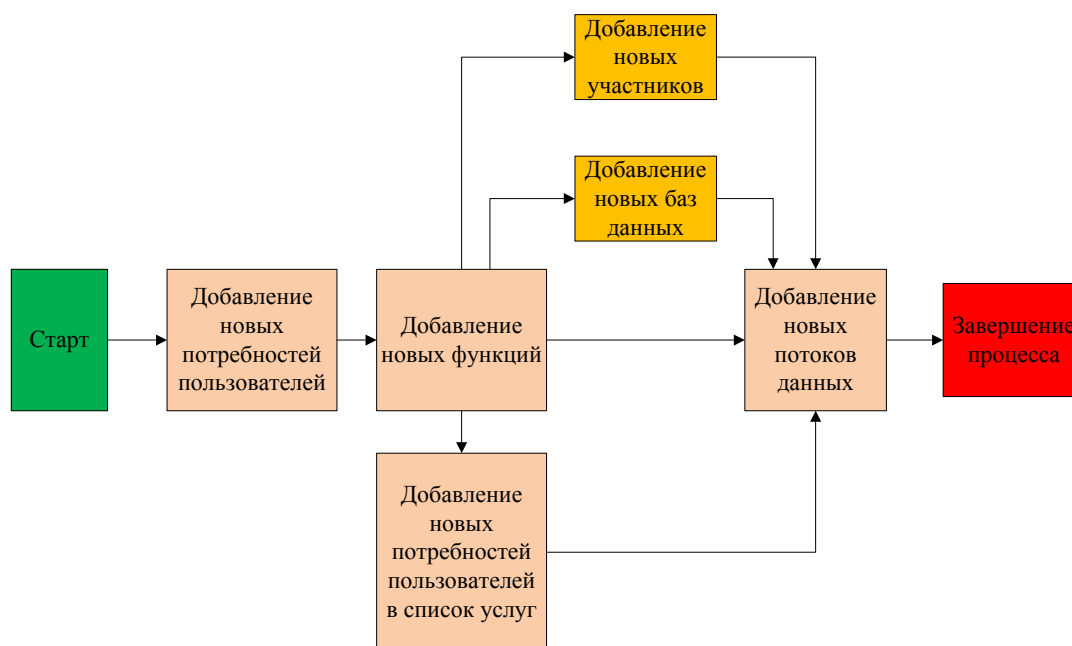 Добавление
новых
участников
Добавление
новых баз
данных
Старт
Добавление
новых
потребностей
пользователей
Добавление
новых функций
Добавление
новых
потоков
данных
Завершение
процесса
Добавление
новых
потребностей
пользователей
в список услуг